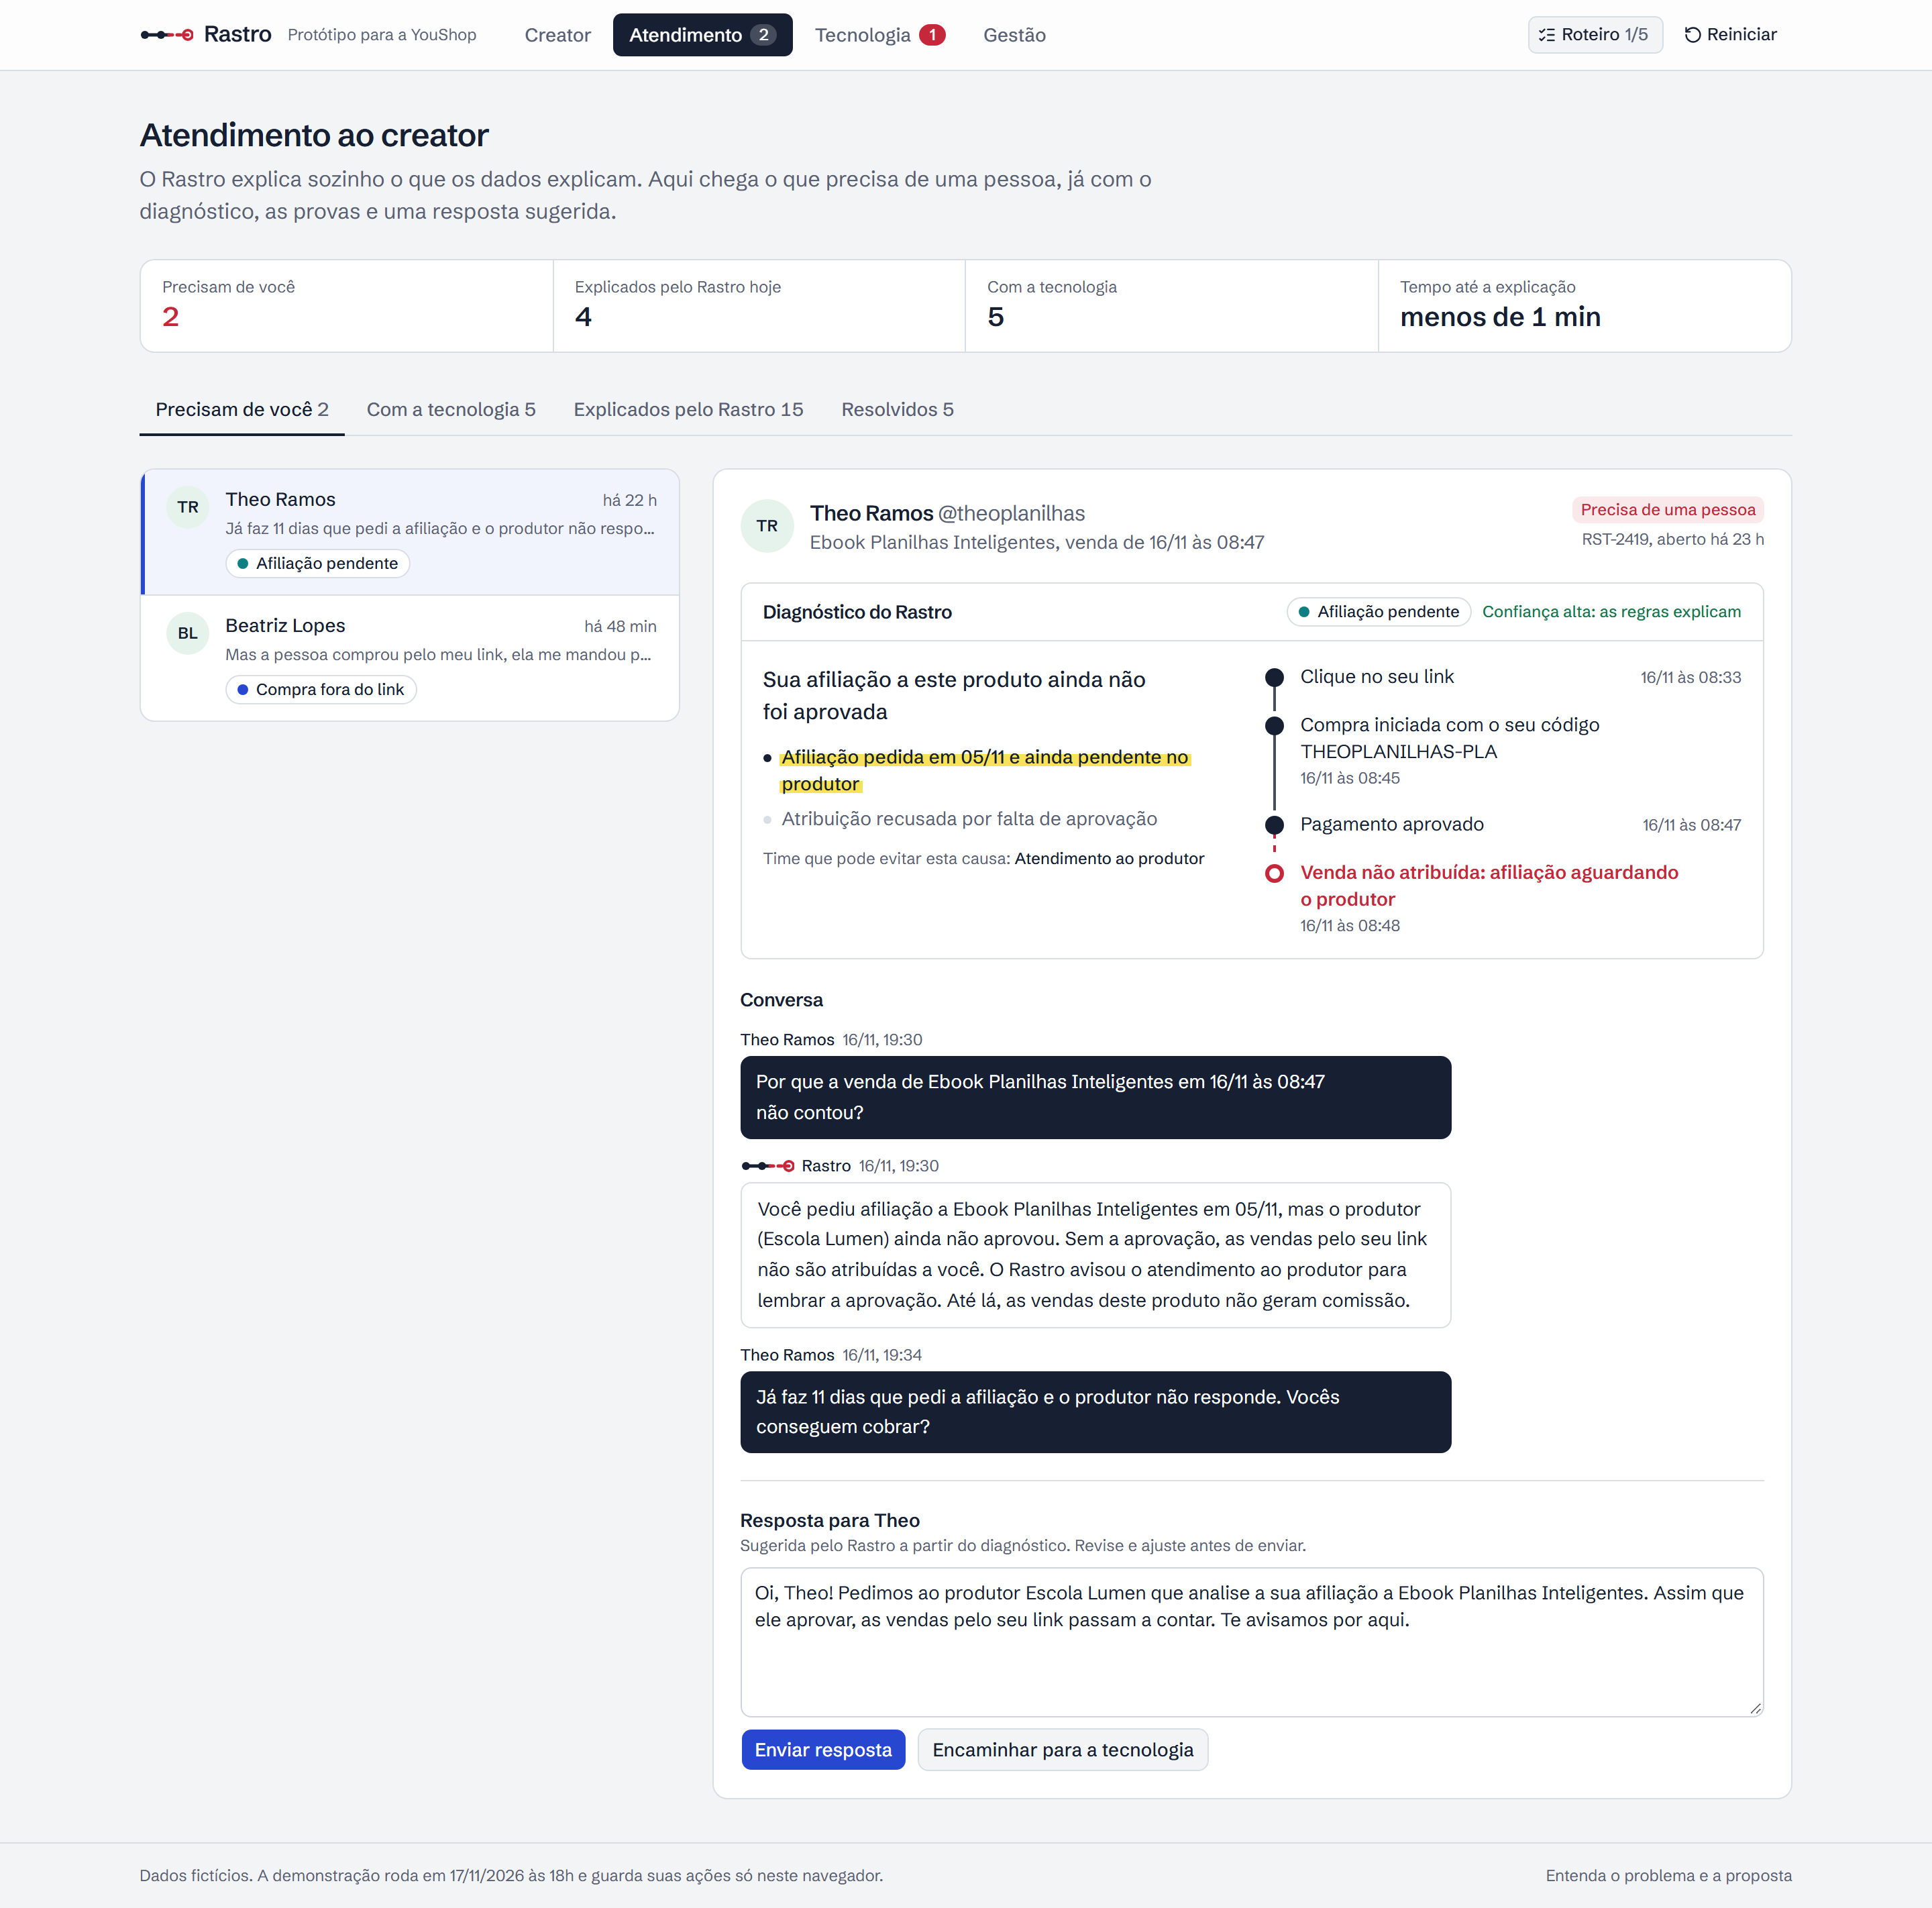 Rastro
Protótipo para a YouShop
Creator
Atendimento 2
Tecnologia 1
Gestão
Roteiro 1/5
Reiniciar
Atendimento ao creator
O Rastro explica sozinho o que os dados explicam. Aqui chega o que precisa de uma pessoa, já com o
diagnóstico, as provas e uma resposta sugerida.
Precisam de você
2
Explicados pelo Rastro hoje
4
Com a tecnologia
5
Tempo até a explicação
menos de 1 min
Precisam de você 2
Com a tecnologia 5
Explicados pelo Rastro 15
Resolvidos 5
TR
Theo Ramos
há 22 h
Já faz 11 dias que pedi a afiliação e o produtor não respo...
Afiliação pendente
BL
Beatriz Lopes
há 48 min
Mas a pessoa comprou pelo meu link, ela me mandou p...
Compra fora do link
TR
Theo Ramos @theoplanilhas
Ebook Planilhas Inteligentes, venda de 16/11 às 08:47
Precisa de uma pessoa
RST-2419, aberto há 23 h
Diagnóstico do Rastro
Afiliação pendente
Confiança alta: as regras explicam
Sua afiliação a este produto ainda não
foi aprovada
Afiliação pedida em 05/11 e ainda pendente no
produtor
Atribuição recusada por falta de aprovação
Time que pode evitar esta causa: Atendimento ao produtor
Clique no seu link
16/11 às 08:33
Compra iniciada com o seu código
THEOPLANILHAS-PLA
16/11 às 08:45
Pagamento aprovado
16/11 às 08:47
Venda não atribuída: afiliação aguardando
o produtor
16/11 às 08:48
Conversa
Theo Ramos 16/11, 19:30
Por que a venda de Ebook Planilhas Inteligentes em 16/11 às 08:47
não contou?
Rastro 16/11, 19:30
Você pediu afiliação a Ebook Planilhas Inteligentes em 05/11, mas o produtor
(Escola Lumen) ainda não aprovou. Sem a aprovação, as vendas pelo seu link
não são atribuídas a você. O Rastro avisou o atendimento ao produtor para
lembrar a aprovação. Até lá, as vendas deste produto não geram comissão.
Theo Ramos 16/11, 19:34
Já faz 11 dias que pedi a afiliação e o produtor não responde. Vocês
conseguem cobrar?
Resposta para Theo
Sugerida pelo Rastro a partir do diagnóstico. Revise e ajuste antes de enviar.
Oi, Theo! Pedimos ao produtor Escola Lumen que analise a sua afiliação a Ebook Planilhas Inteligentes. Assim que
ele aprovar, as vendas pelo seu link passam a contar. Te avisamos por aqui.
Enviar resposta
Encaminhar para a tecnologia
Dados fictícios. A demonstração roda em 17/11/2026 às 18h e guarda suas ações só neste navegador.
Entenda o problema e a proposta